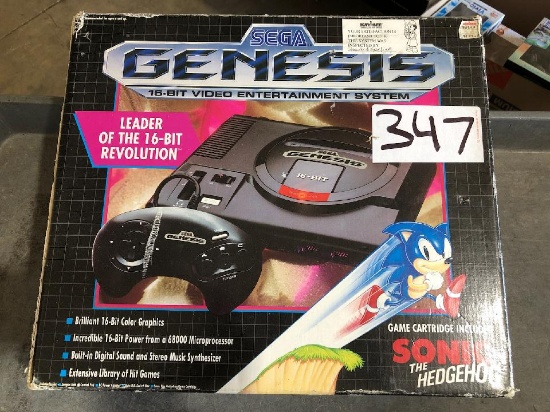 SEGA
GENESIS
16-BIT VIDEO ENTERTAINMENT SYSTEM
347
LEADER
OF THE 16-BIT
REVOLUTION™
SEGA
GENESIS
16-BIT
SEGA
GENESIS
Brilliant 16-Bit Color Graphics
Incredible 16-Bit Power from a 68000 Microprocessor
Built-in Digital Sound and Stereo Music Synthesizer
Extensive Library of Hit Games
GAME CARTRIDGE
SONIC
THE
HEDGEHOG